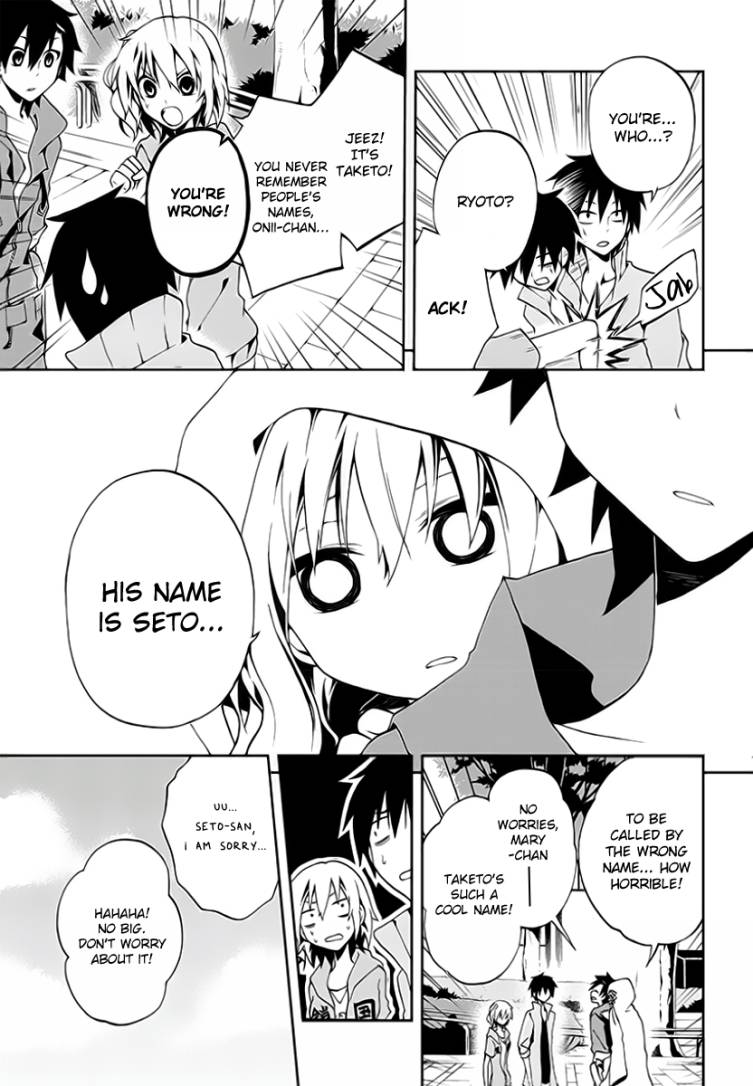 YOU'RE...
WHO...?
RYOTO?
Jab
ACK!
JEEZ!
IT'S
TAKETO!
YOU NEVER
REMEMBER
PEOPLE'S
NAMES,
ONII-CHAN...
YOU'RE
WRONG!
HIS NAME
IS SETO...
TO BE
CALLED BY
THE WRONG
NAME... HOW
HORRIBLE!
NO
WORRIES,
MARY
-CHAN
TAKETO'S
SUCH A
COOL NAME!
UU...
SETO-SAN,
I AM SORRY...
HAHAHA!
NO BIG.
DON'T WORRY
ABOUT IT!